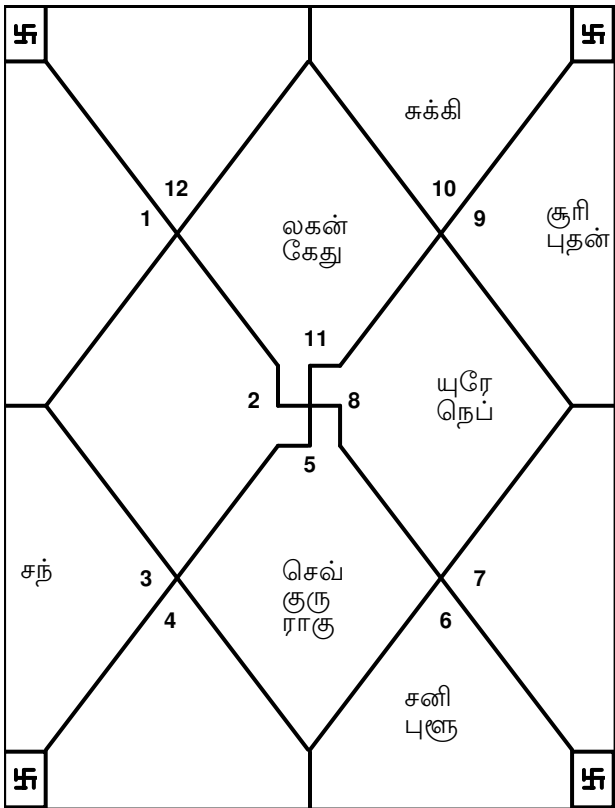 சுக்கி
12
10
1
9
சூரி
புதன்
லகன்
கேது
11
யுரே
நெப்
2
8
5
சந்
3
7
செவ்
குரு
ராகு
4
6
சனி
புளூ